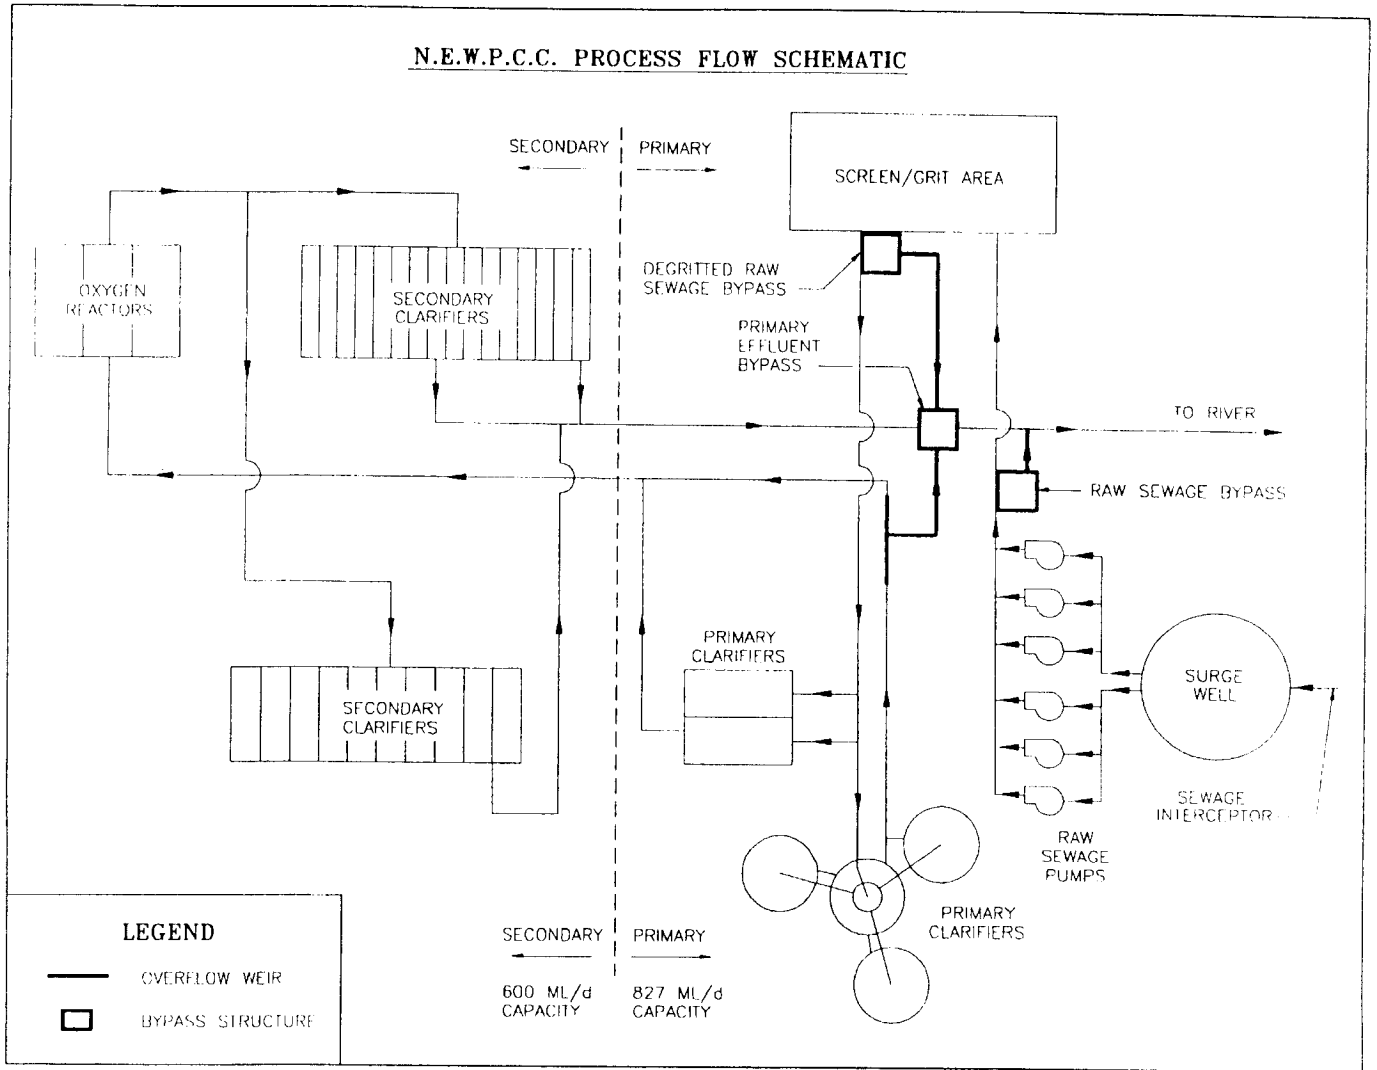 N.E.W.P.C.C. PROCESS FLOW SCHEMATIC
SECONDARY
PRIMARY
SCREEN/GRIT AREA
OXYGEN
REACTORS
SECONDARY
CLARIFIERS
DEGRITTED RAW
SEWAGE BYPASS
PRIMARY
EFFLUENT
BYPASS
TO RIVER
RAW SEWAGE BYPASS
PRIMARY
CLARIFIERS
SURGE
WELL
SECONDARY
CLARIFIERS
SEWAGE
INTERCEPTOR
RAW
SEWAGE
PUMPS
PRIMARY
CLARIFIERS
SECONDARY
PRIMARY
600 ML/d
CAPACITY
827 ML/d
CAPACITY
LEGEND
OVERFLOW WEIR
BYPASS STRUCTURE